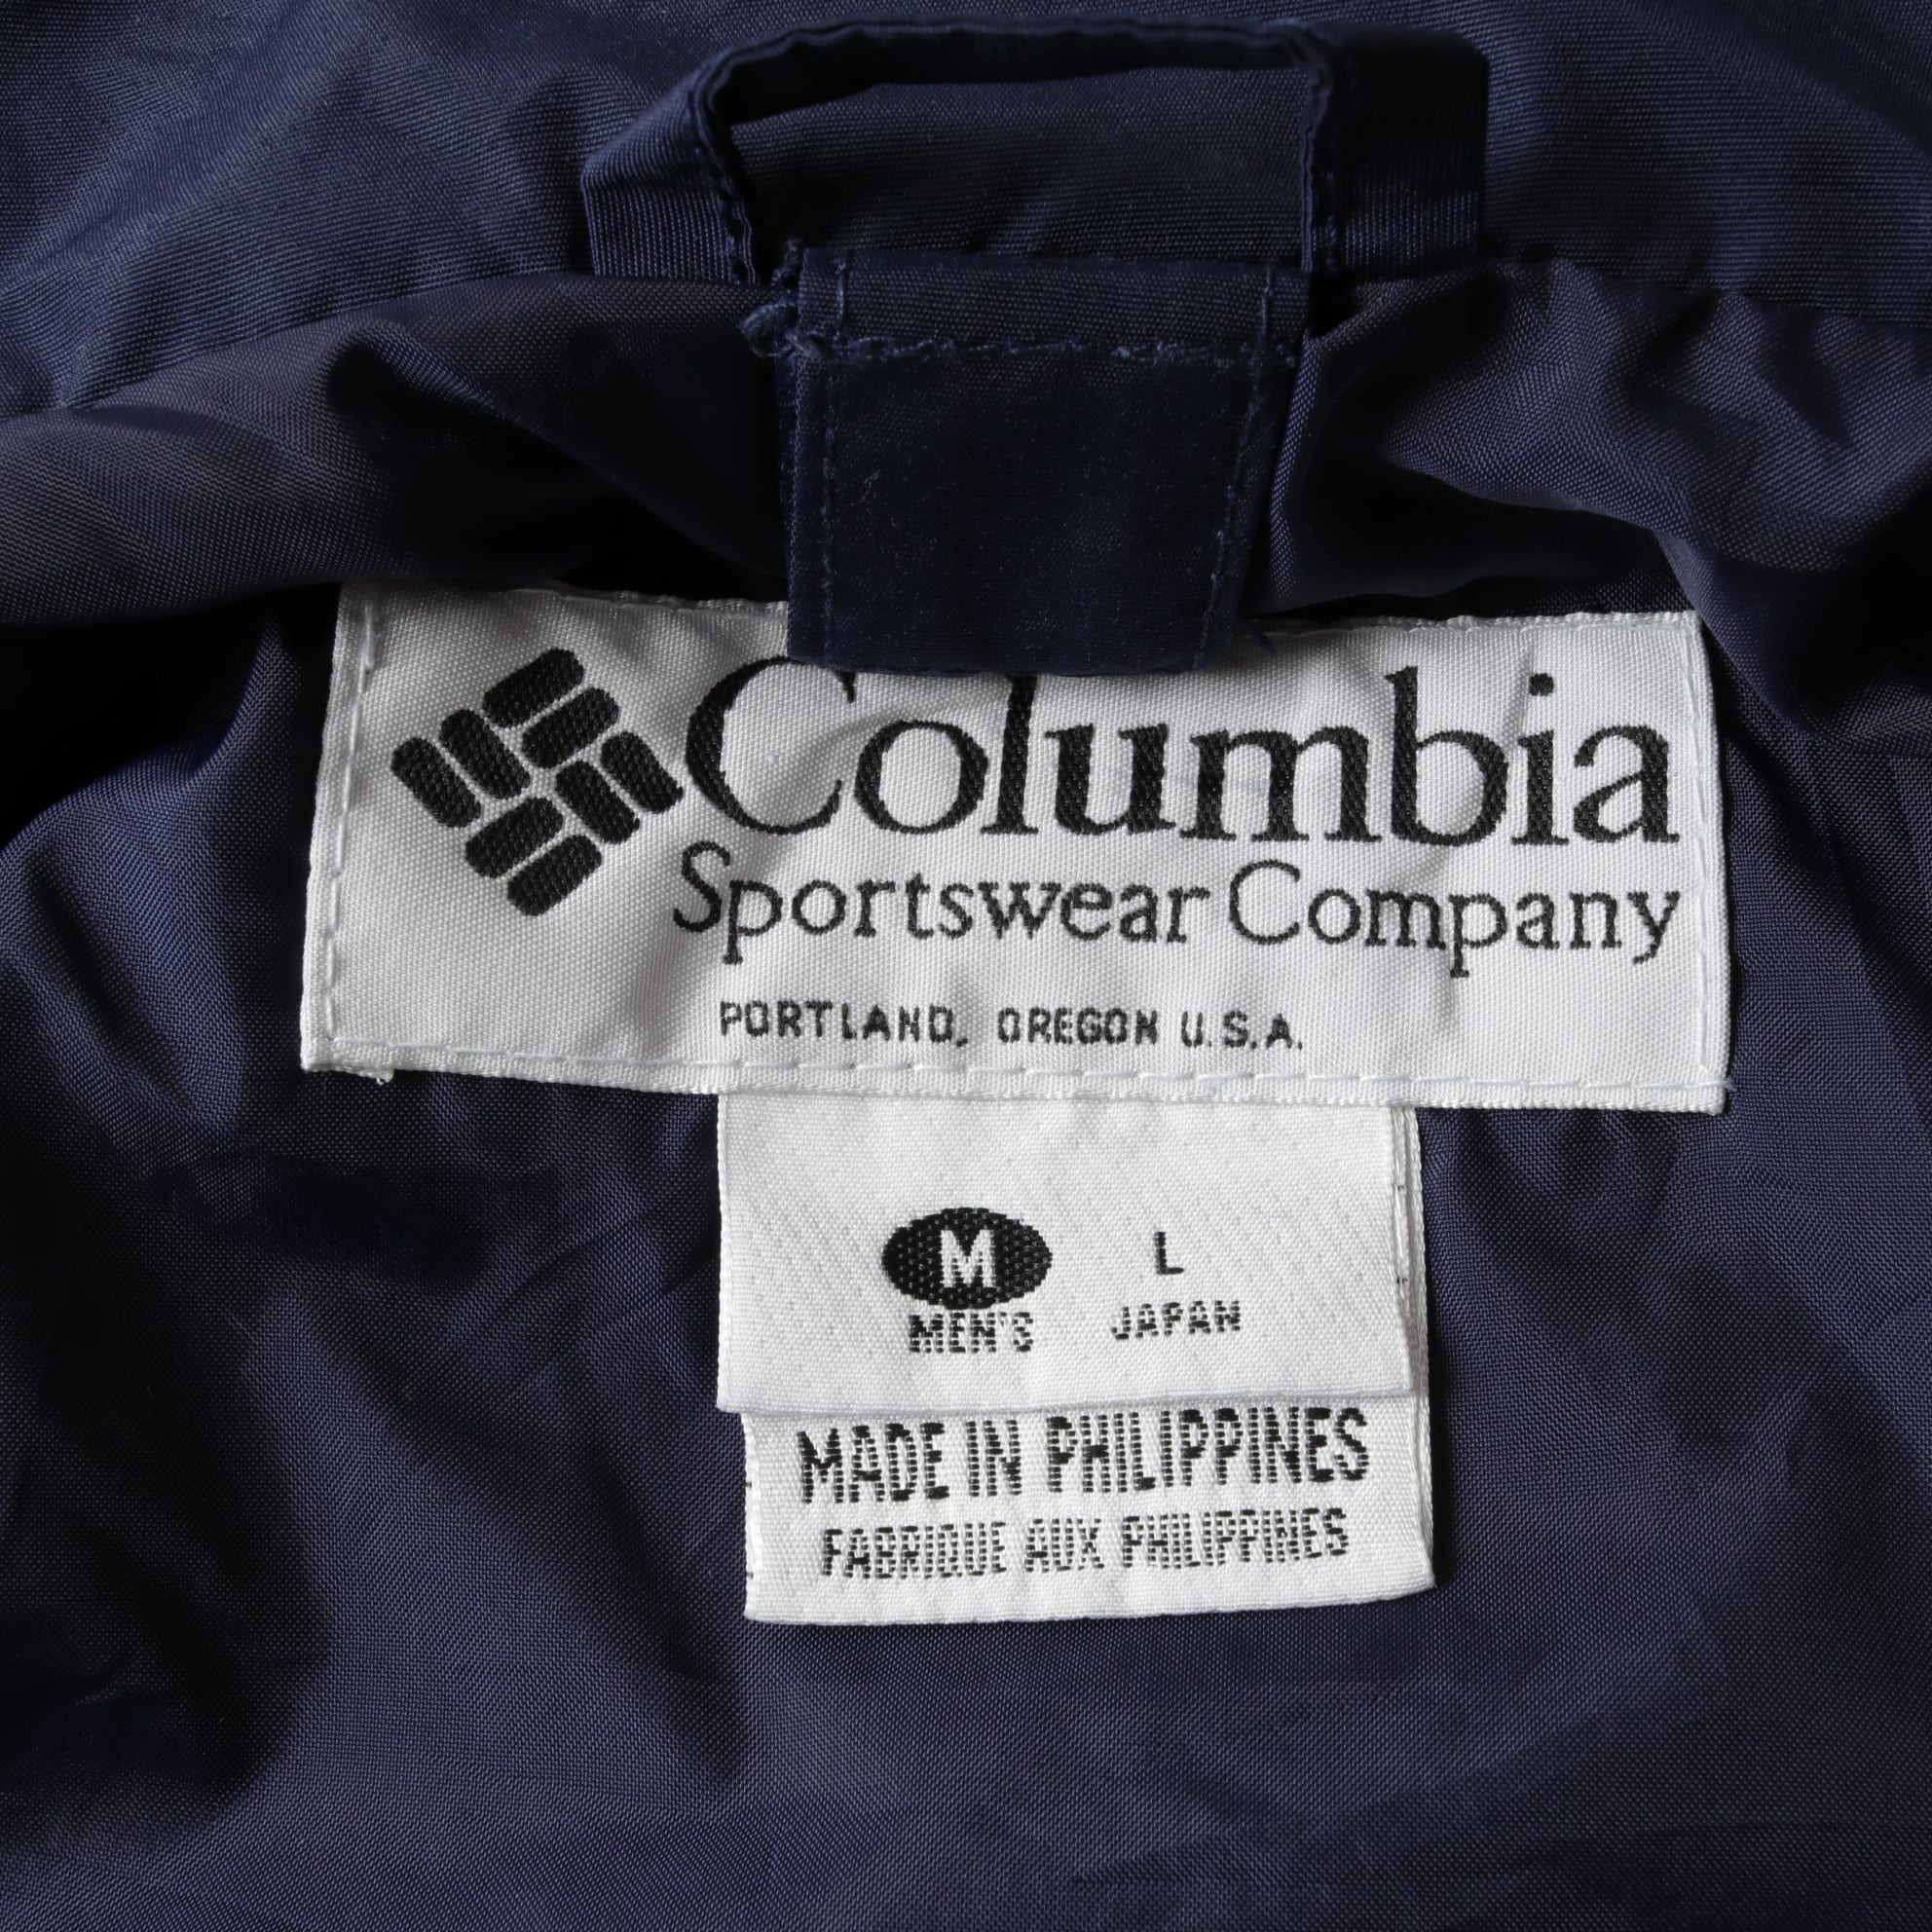 Columbia
Sportswear Company
PORTLAND, OREGON U.S.A.
M L
MEN'S JAPAN
MADE IN PHILIPPINES
FABRIQUE AUX PHILIPPINES